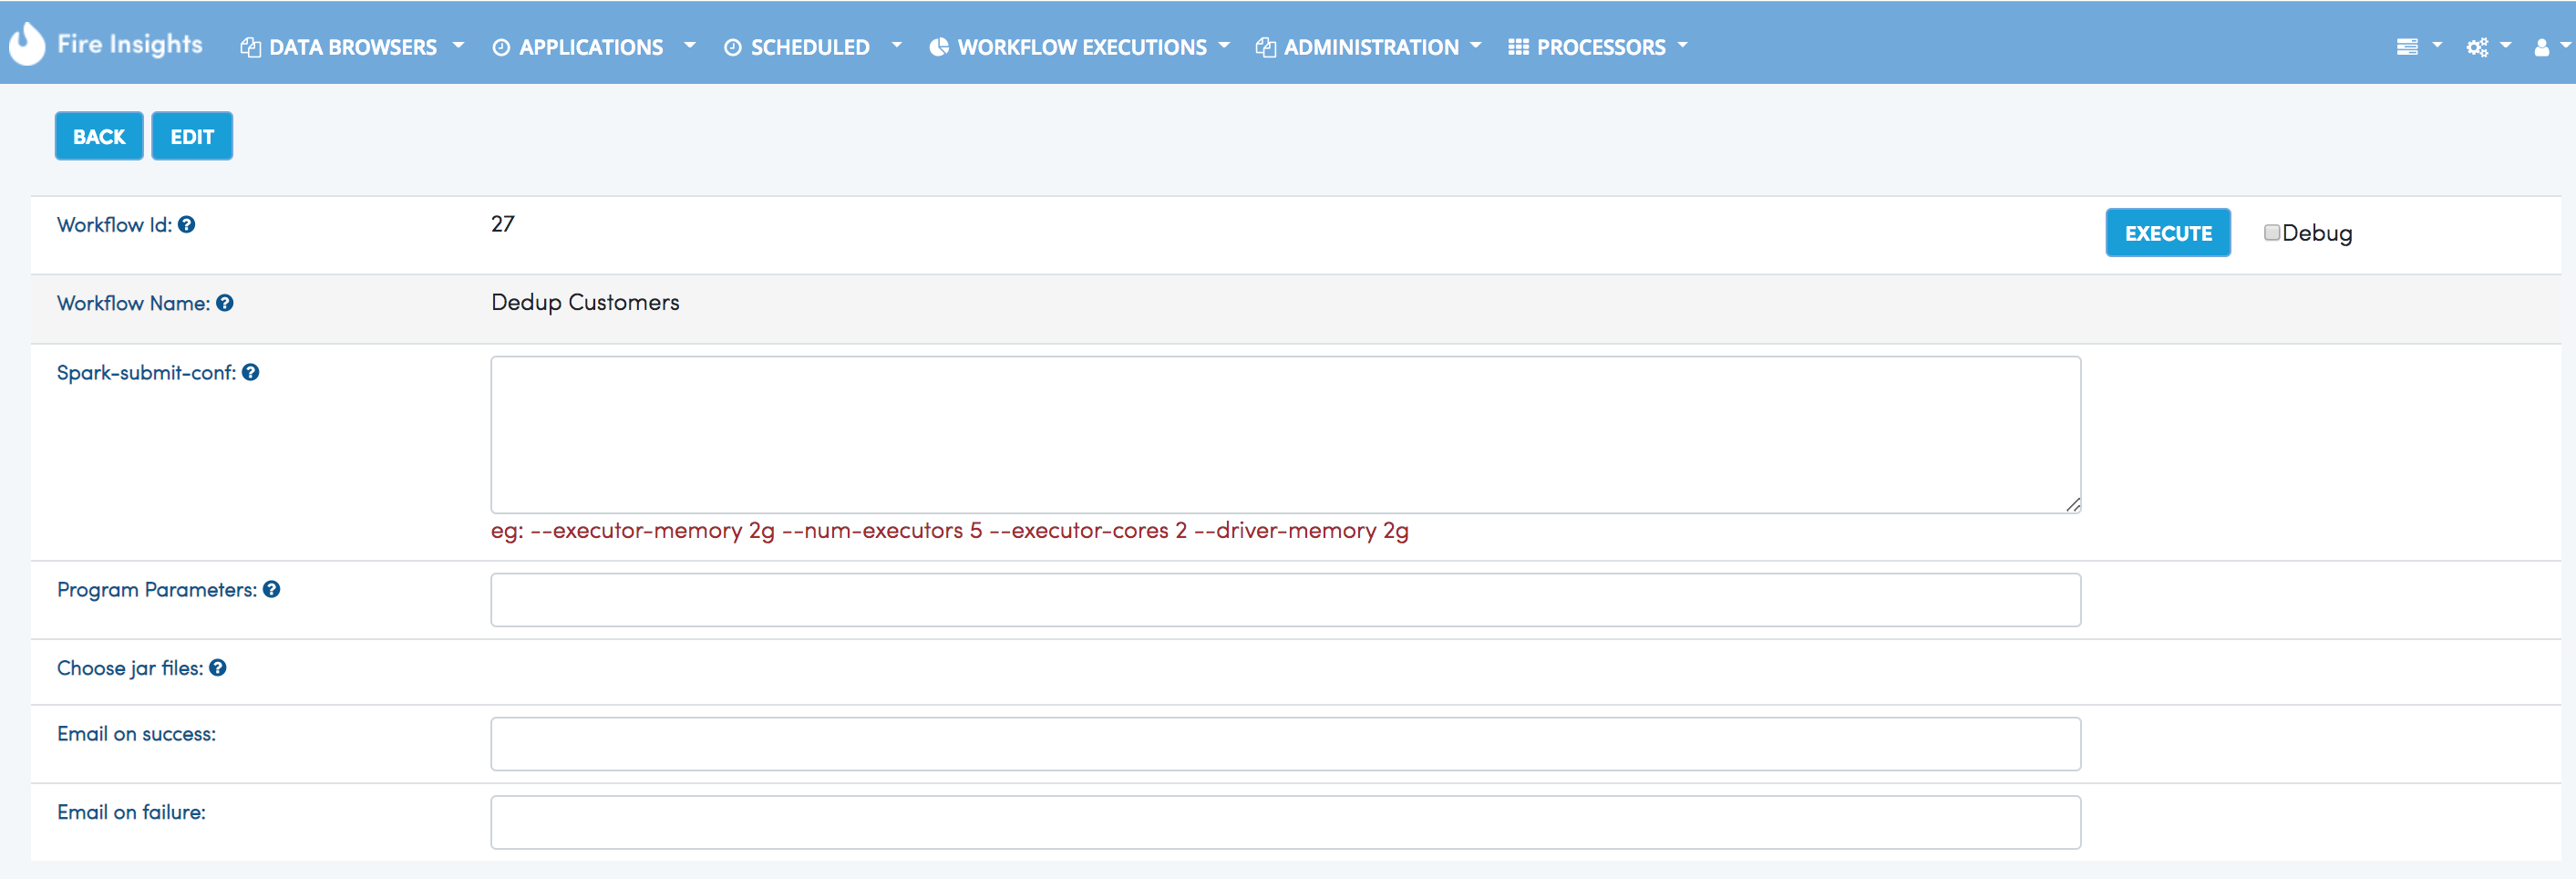 Fire Insights DATA BROWSERS APPLICATIONS SCHEDULED WORKFLOW EXECUTIONS ADMINISTRATION PROCESSORS
BACK EDIT
Workflow Id: 27 EXECUTE Debug
Workflow Name: Dedup Customers
Spark-submit-conf:
eg: --executor-memory 2g --num-executors 5 --executor-cores 2 --driver-memory 2g
Program Parameters:
Choose jar files:
Email on success:
Email on failure: